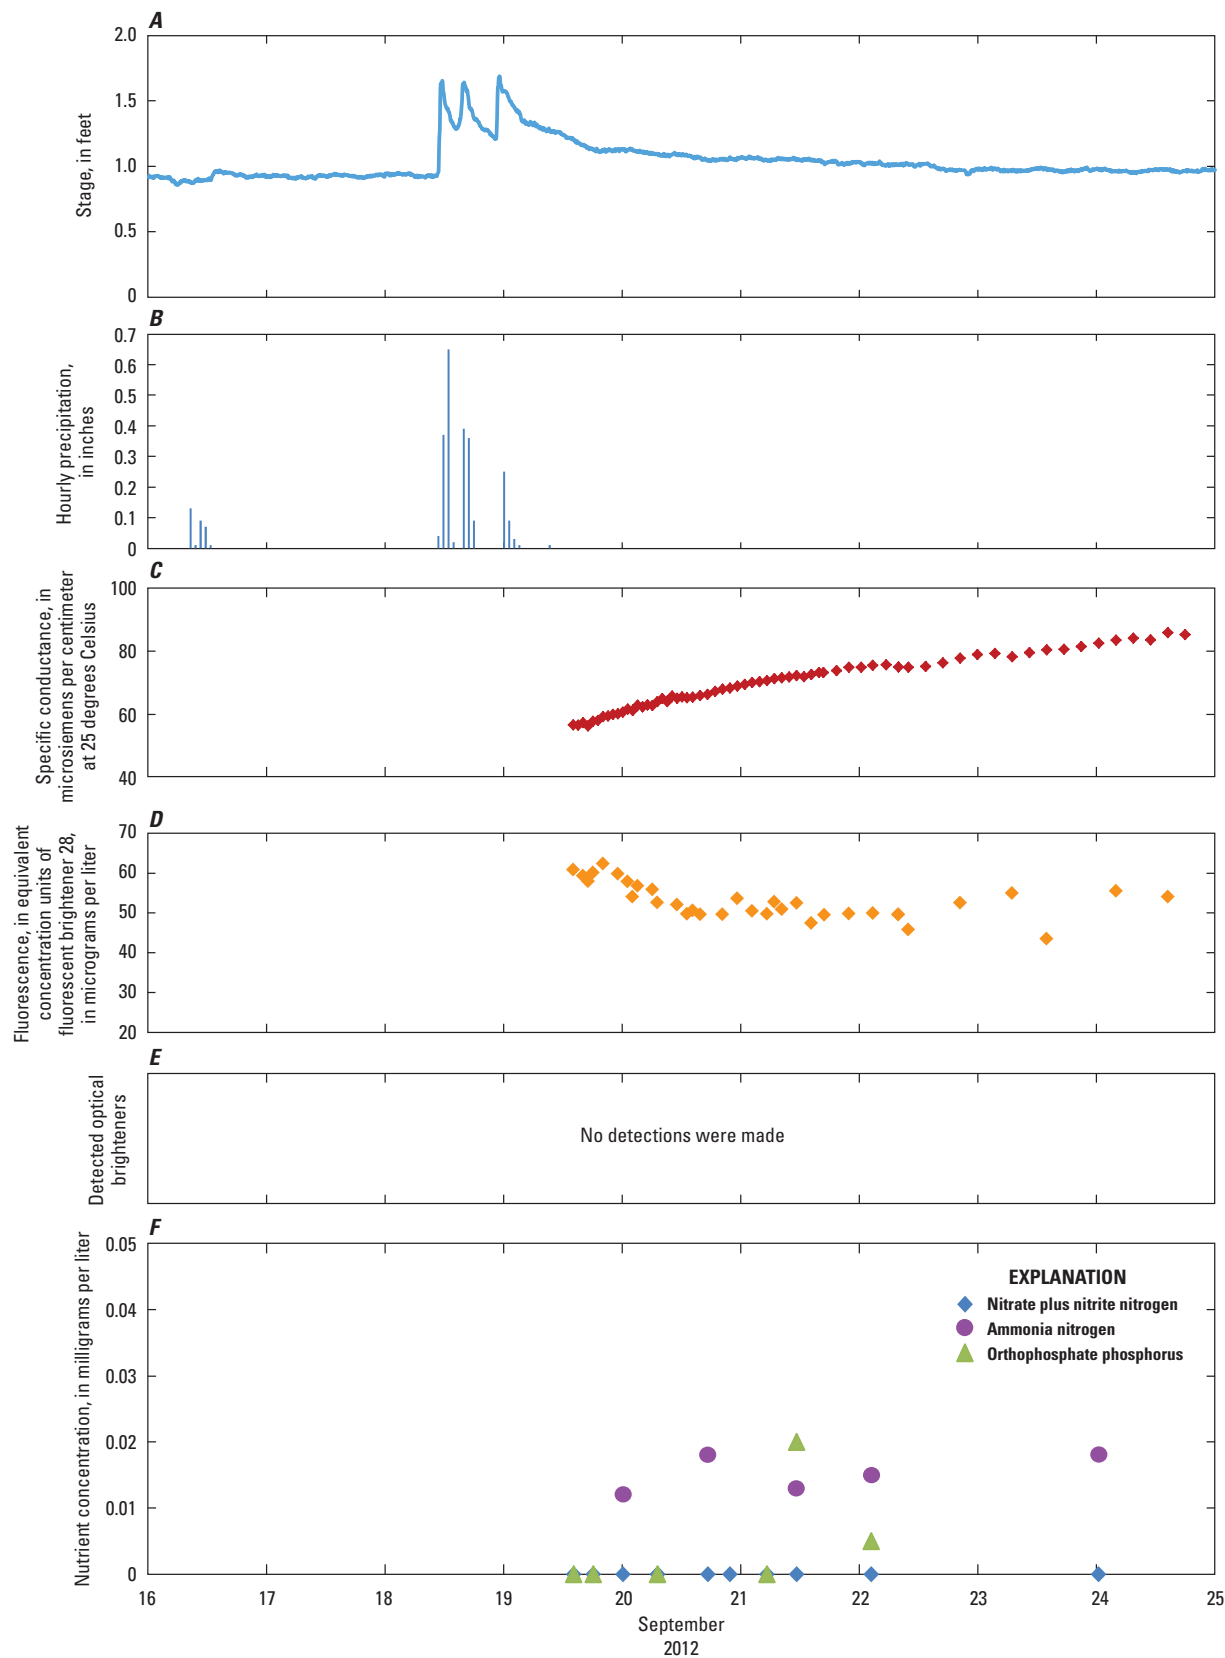 A
2.0
1.5
1.0
0.5
0
Stage, in feet
B
0.7
0.6
0.5
0.4
0.3
0.2
0.1
0
Hourly precipitation,
in inches
C
100
80
60
40
Specific conductance, in
microsiemens per centimeter
at 25 degrees Celsius
D
70
60
50
40
30
20
Fluorescence, in equivalent
concentration units of
fluorescent brightener 28,
in micrograms per liter
E
Detected optical
brighteners
No detections were made
F
0.05
0.04
0.03
0.02
0.01
0
Nutrient concentration, in milligrams per liter
EXPLANATION
Nitrate plus nitrite nitrogen
Ammonia nitrogen
Orthophosphate phosphorus
16 17 18 19 20 21 22 23 24 25
September
2012